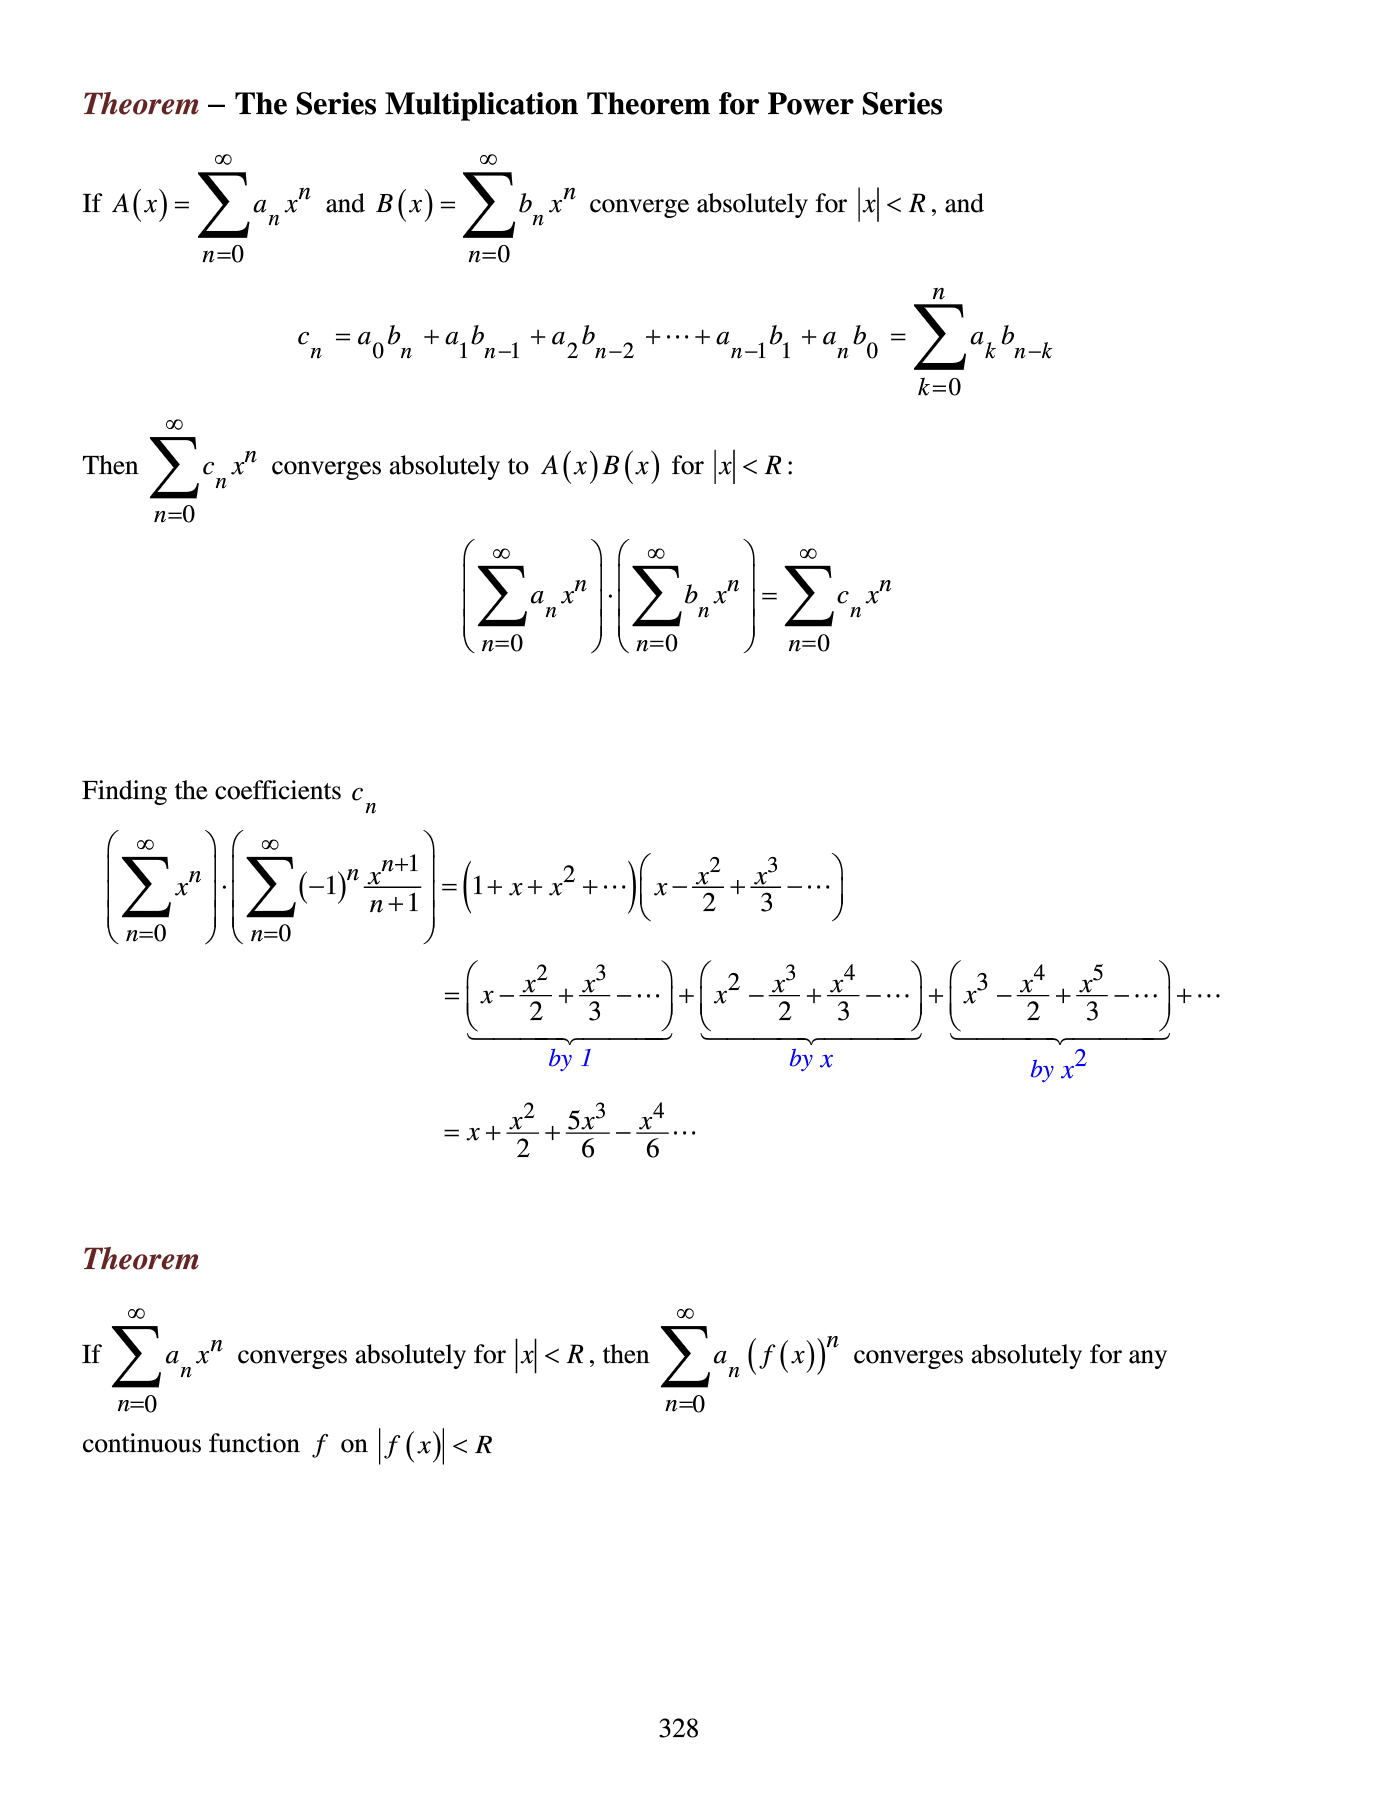 Theorem – The Series Multiplication Theorem for Power Series
If $A(x)=\sum_{n=0}^{\infty} a_n x^n$ and $B(x)=\sum_{n=0}^{\infty} b_n x^n$ converge absolutely for $|x|<R$, and
$c_n = a_0 b_n + a_1 b_{n-1} + a_2 b_{n-2} + \cdots + a_{n-1} b_1 + a_n b_0 = \sum_{k=0}^{n} a_k b_{n-k}$
Then $\sum_{n=0}^{\infty} c_n x^n$ converges absolutely to $A(x)B(x)$ for $|x|<R$:
$\left(\sum_{n=0}^{\infty} a_n x^n\right)\cdot\left(\sum_{n=0}^{\infty} b_n x^n\right)=\sum_{n=0}^{\infty} c_n x^n$
Finding the coefficients $c_n$
$\left(\sum_{n=0}^{\infty} x^n\right)\cdot\left(\sum_{n=0}^{\infty} (-1)^n \frac{x^{n+1}}{n+1}\right)=\left(1+x+x^2+\cdots\right)\left(x-\frac{x^2}{2}+\frac{x^3}{3}-\cdots\right)$
$=\underbrace{\left(x-\frac{x^2}{2}+\frac{x^3}{3}-\cdots\right)}_{by\ 1}+\underbrace{\left(x^2-\frac{x^3}{2}+\frac{x^4}{3}-\cdots\right)}_{by\ x}+\underbrace{\left(x^3-\frac{x^4}{2}+\frac{x^5}{3}-\cdots\right)}_{by\ x^2}+\cdots$
$=x+\frac{x^2}{2}+\frac{5x^3}{6}-\frac{x^4}{6}\cdots$
Theorem
If $\sum_{n=0}^{\infty} a_n x^n$ converges absolutely for $|x|<R$, then $\sum_{n=0}^{\infty} a_n (f(x))^n$ converges absolutely for any
continuous function $f$ on $|f(x)|<R$
328